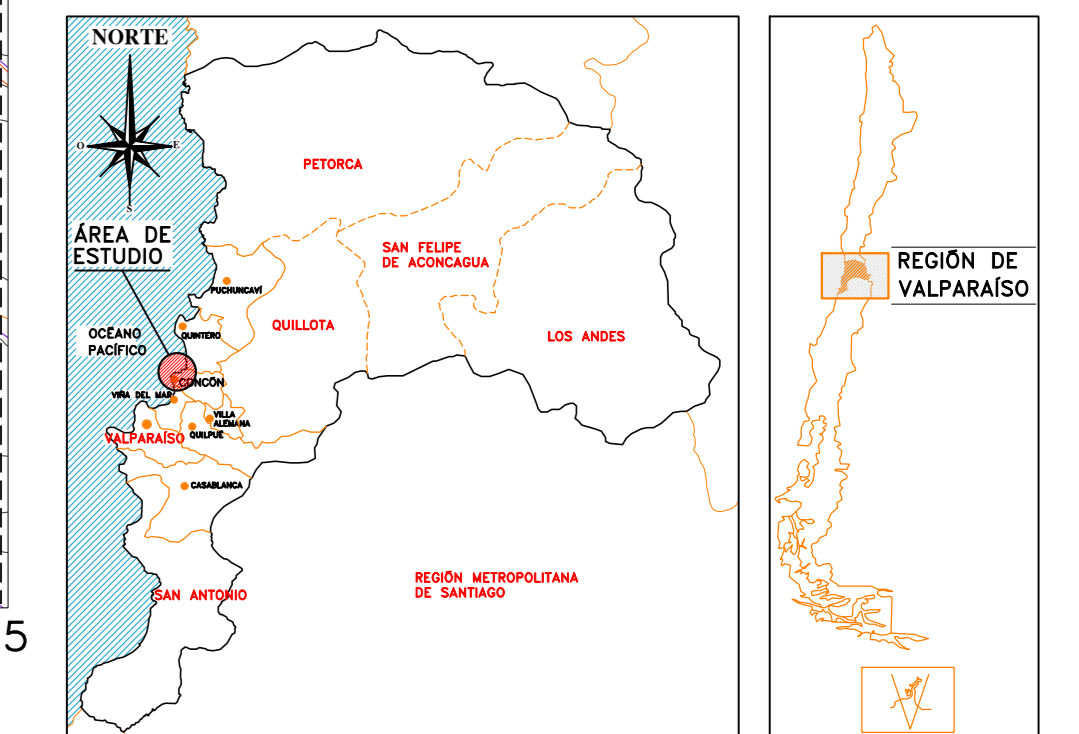 NORTE
O
E
S
ÁREA DE
ESTUDIO
PETORCA
SAN FELIPE
DE ACONCAGUA
PUCHUNCAVÍ
QUILLOTA
LOS ANDES
OCÉANO
PACÍFICO
QUINTERO
CONCÓN
VIÑA DEL MAR
VILLA
ALEMANA
QUILPUÉ
VALPARAÍSO
CASABLANCA
SAN ANTONIO
REGIÓN METROPOLITANA
DE SANTIAGO
5
REGIÓN DE
VALPARAÍSO